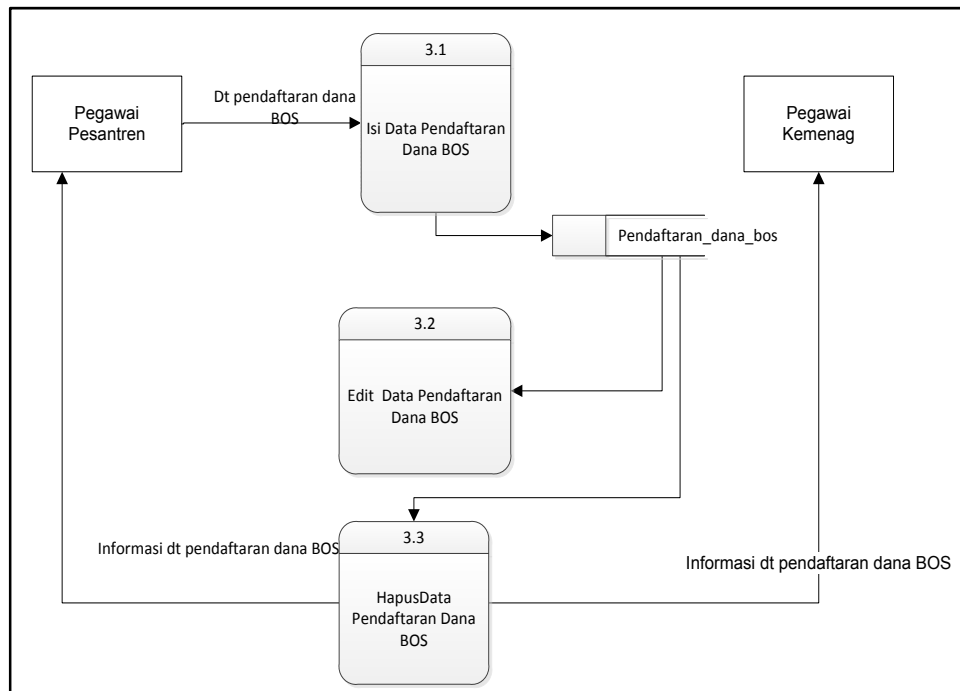 3.1
Pegawai
Pesantren
Dt pendaftaran dana
BOS
Isi Data Pendaftaran
Dana BOS
Pegawai
Kemenag
Pendaftaran_dana_bos
3.2
Edit Data Pendaftaran
Dana BOS
3.3
Informasi dt pendaftaran dana BOS
HapusData
Pendaftaran Dana
BOS
Informasi dt pendaftaran dana BOS